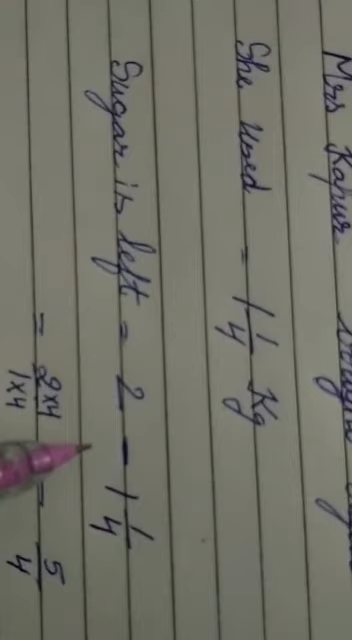 Mrs Kapur
She used = 1 1/4 Kg
Sugar is left = 2 - 1 1/4
= 2×4/1×4 = 5/4